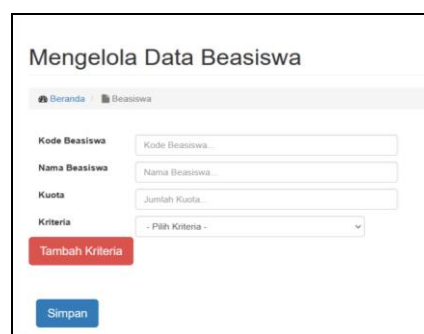 Mengelola Data Beasiswa
Beranda / Beasiswa
Kode Beasiswa Kode Beasiswa...
Nama Beasiswa Nama Beasiswa...
Kuota Jumlah Kuota...
Kriteria - Pilih Kriteria -
Tambah Kriteria
Simpan